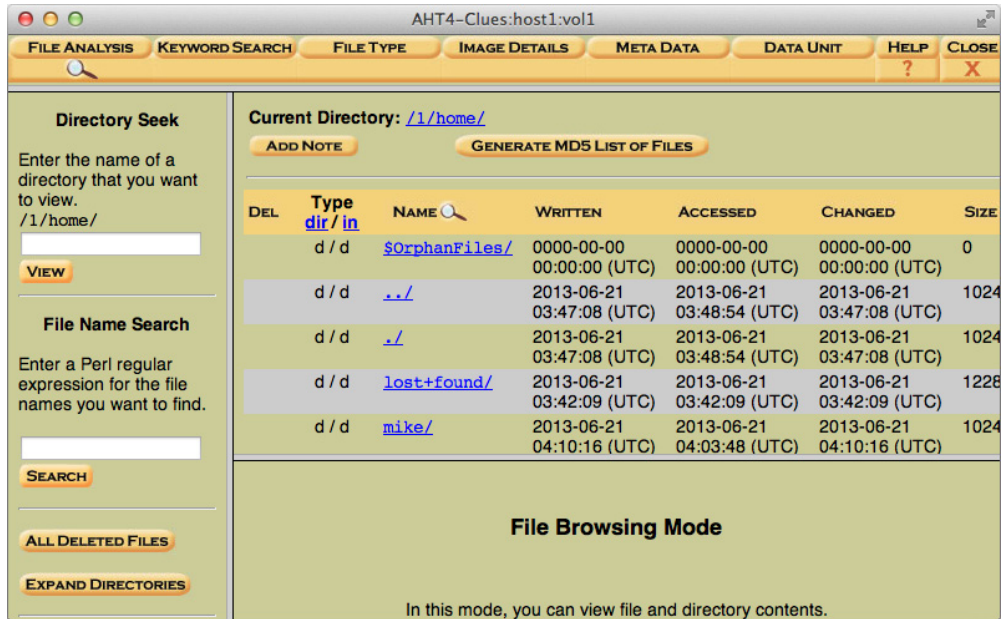 AHT4-Clues:host1:vol1
FILE ANALYSIS KEYWORD SEARCH FILE TYPE IMAGE DETAILS META DATA DATA UNIT HELP CLOSE
? X
Directory Seek
Enter the name of a
directory that you want
to view.
/1/home/
VIEW
File Name Search
Enter a Perl regular
expression for the file
names you want to find.
SEARCH
ALL DELETED FILES
EXPAND DIRECTORIES
Current Directory: /1/home/
ADD NOTE GENERATE MD5 LIST OF FILES
DEL Type NAME WRITTEN ACCESSED CHANGED SIZE
dir / in
d / d $OrphanFiles/ 0000-00-00 0000-00-00 0000-00-00 0
00:00:00 (UTC) 00:00:00 (UTC) 00:00:00 (UTC)
d / d ../ 2013-06-21 2013-06-21 2013-06-21 1024
03:47:08 (UTC) 03:48:54 (UTC) 03:47:08 (UTC)
d / d ./ 2013-06-21 2013-06-21 2013-06-21 1024
03:47:08 (UTC) 03:48:54 (UTC) 03:47:08 (UTC)
d / d lost+found/ 2013-06-21 2013-06-21 2013-06-21 1228
03:42:09 (UTC) 03:42:09 (UTC) 03:42:09 (UTC)
d / d mike/ 2013-06-21 2013-06-21 2013-06-21 1024
04:10:16 (UTC) 04:03:48 (UTC) 04:10:16 (UTC)
File Browsing Mode
In this mode, you can view file and directory contents.